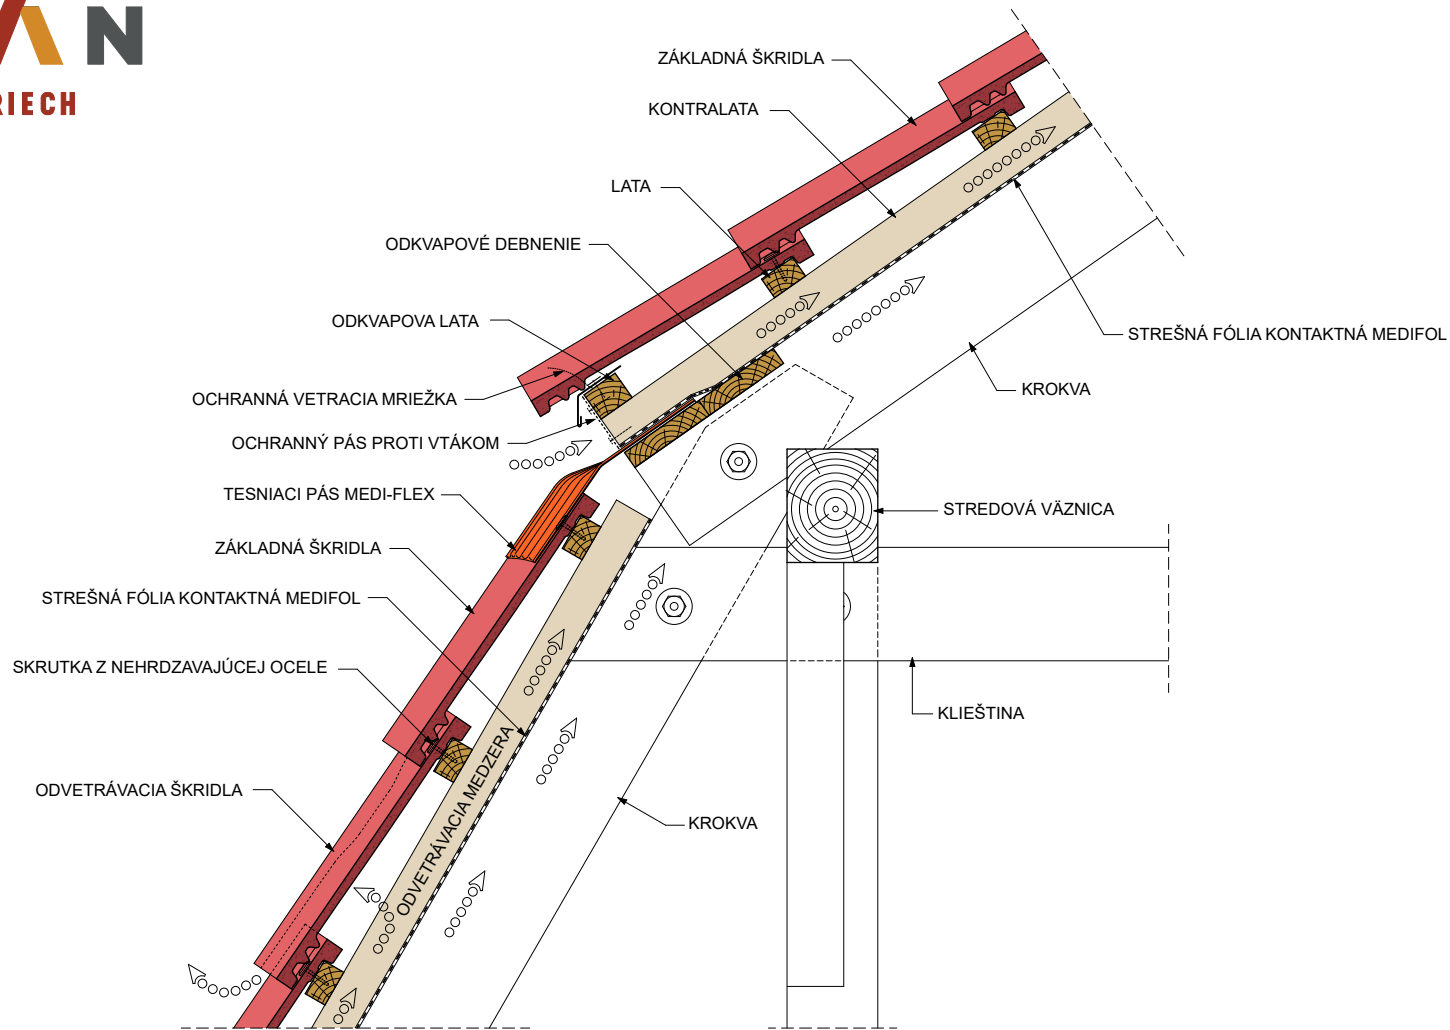 AN
RIECH
ZÁKLADNÁ ŠKRIDLA
KONTRALATA
LATA
ODKVAPOVÉ DEBNENIE
ODKVAPOVA LATA
OCHRANNÁ VETRACIA MRIEŽKA
OCHRANNÝ PÁS PROTI VTÁKOM
TESNIACI PÁS MEDI-FLEX
ZÁKLADNÁ ŠKRIDLA
STREŠNÁ FÓLIA KONTAKTNÁ MEDIFOL
SKRUTKA Z NEHRDZAVAJÚCEJ OCELE
ODVETRÁVACIA ŠKRIDLA
ODVETRÁVACIA MEDZERA
STREŠNÁ FÓLIA KONTAKTNÁ MEDIFOL
KROKVA
STREDOVÁ VÄZNICA
KLIEŠTINA
KROKVA